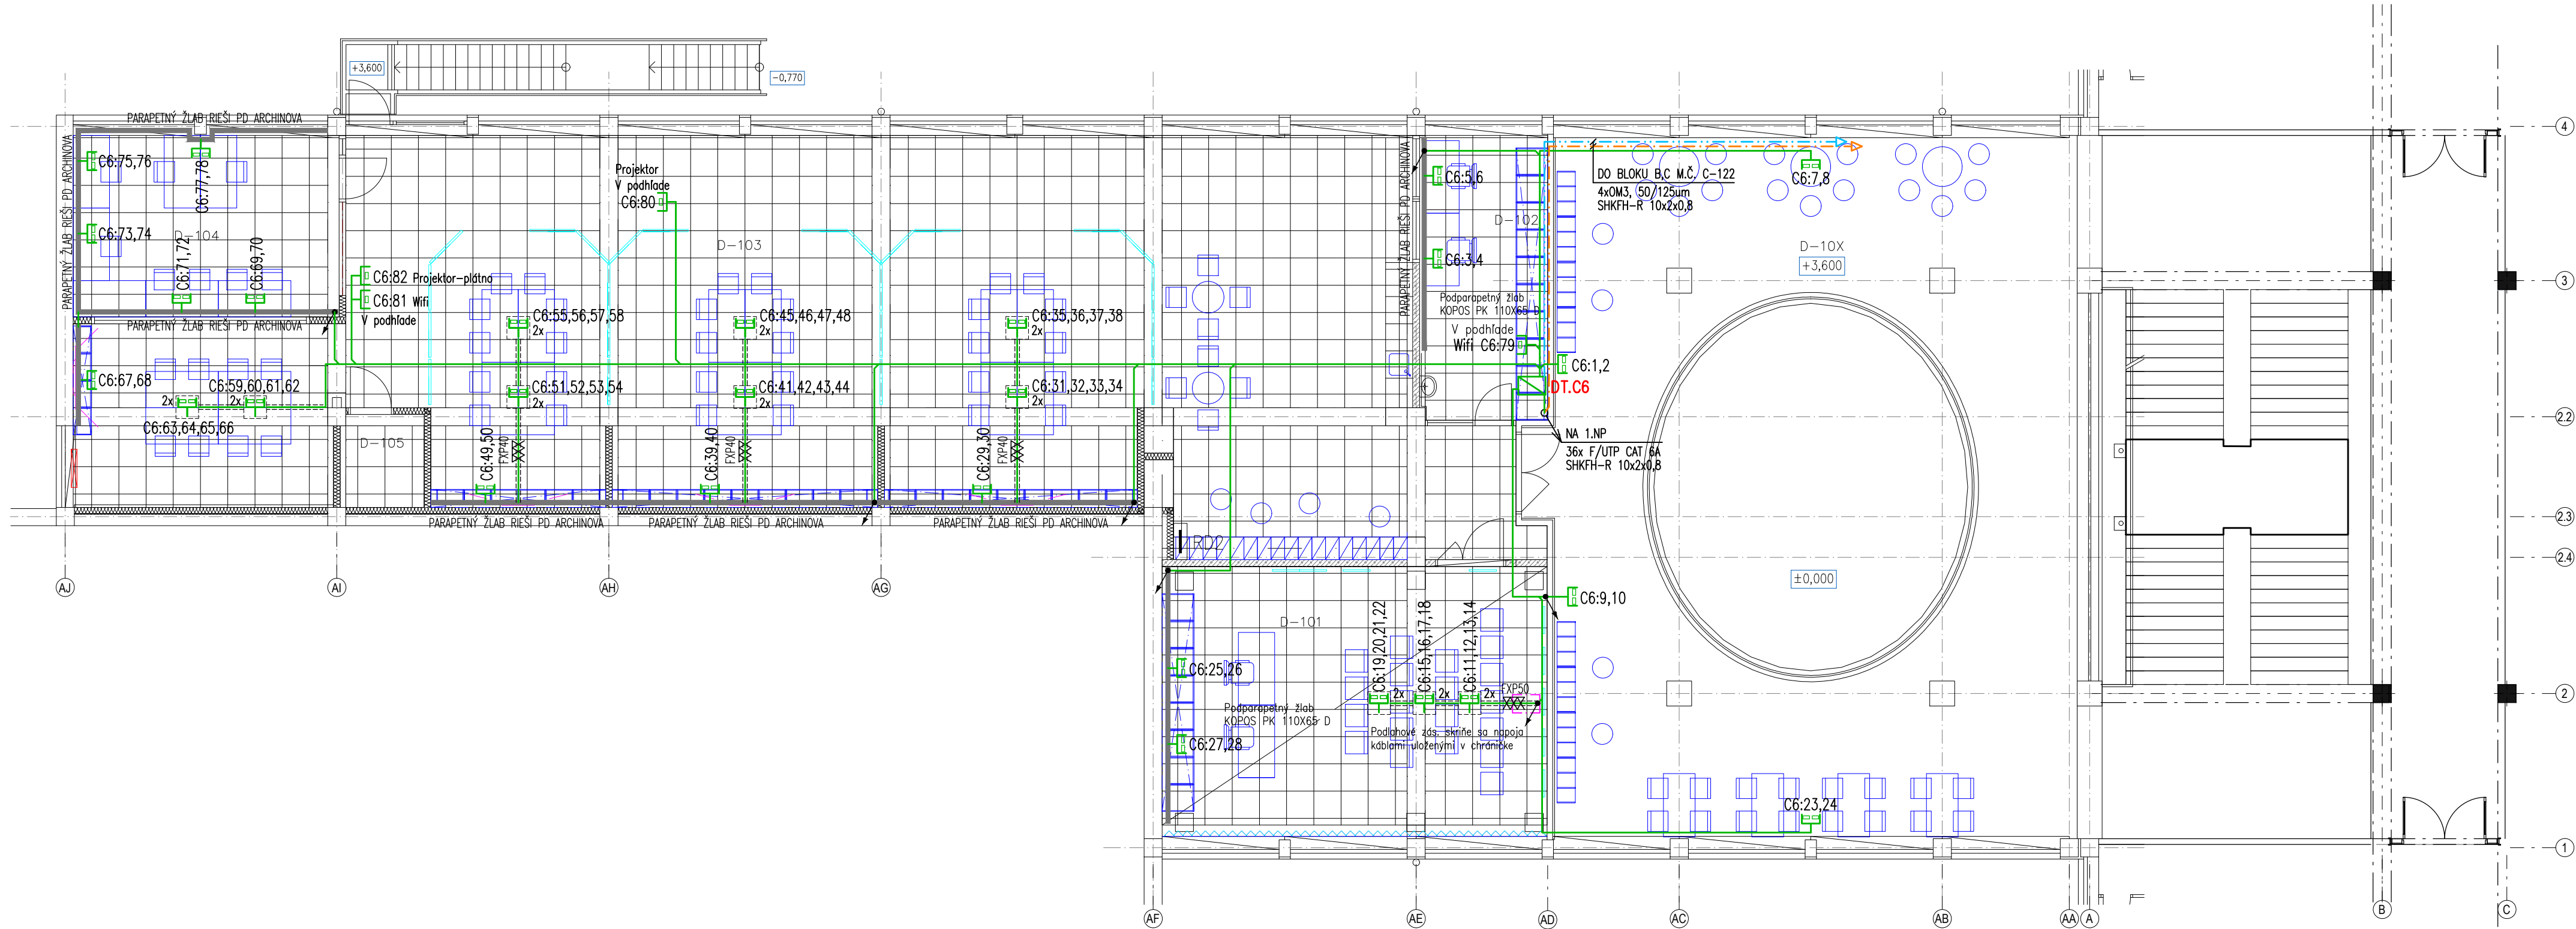 +3,600
-0,770
PARAPETNÝ ŽLAB RIEŠI PD ARCHINOVA
PARAPETNÝ ŽLAB RIEŠI PD ARCHINOVA
C6:75,76
C6:77,78
C6:73,74
D-104
C6:71,72
C6:69,70
PARAPETNÝ ŽLAB RIEŠI PD ARCHINOVA
C6:67,68
C6:59,60,61,62
2x
2x
C6:63,64,65,66
D-105
C6:82 Projektor-plátno
C6:81 Wifi
V podhľade
Projektor
V podhľade
C6:80
D-103
C6:55,56,57,58
2x
C6:51,52,53,54
2x
C6:49,50
FXP40
C6:45,46,47,48
2x
C6:41,42,43,44
2x
C6:39,40
FXP40
C6:35,36,37,38
2x
C6:31,32,33,34
2x
C6:29,30
FXP40
PARAPETNÝ ŽLAB RIEŠI PD ARCHINOVA
PARAPETNÝ ŽLAB RIEŠI PD ARCHINOVA
PARAPETNÝ ŽLAB RIEŠI PD ARCHINOVA
PARAPETNÝ ŽLAB RIEŠI PD ARCHINOVA
C6:5,6
D-102
C6:3,4
Podparapetný žlab
KOPOS PK 110X65 D
V podhľade
Wifi C6:79
C6:1,2
DT.C6
DO BLOKU B,C M.Č. C-122
4xOM3, 50/125um
SHKFH-R 10x2x0,8
C6:7,8
D-10X
+3,600
NA 1.NP
36x F/UTP CAT 6A
SHKFH-R 10x2x0,8
±0,000
RD2
C6:9,10
D-101
C6:25,26
C6:27,28
Podparapetný žlab
KOPOS PK 110X65 D
C6:19,20,21,22
C6:15,16,17,18
C6:11,12,13,14
2x
2x
2x
FXP50
Podlahové zás. skriňe sa napoja
káblami uloženými v chráničke
C6:23,24
AJ
AI
AH
AG
AF
AE
AD
AC
AB
AA
A
B
C
4
3
2.2
2.3
2.4
2
1